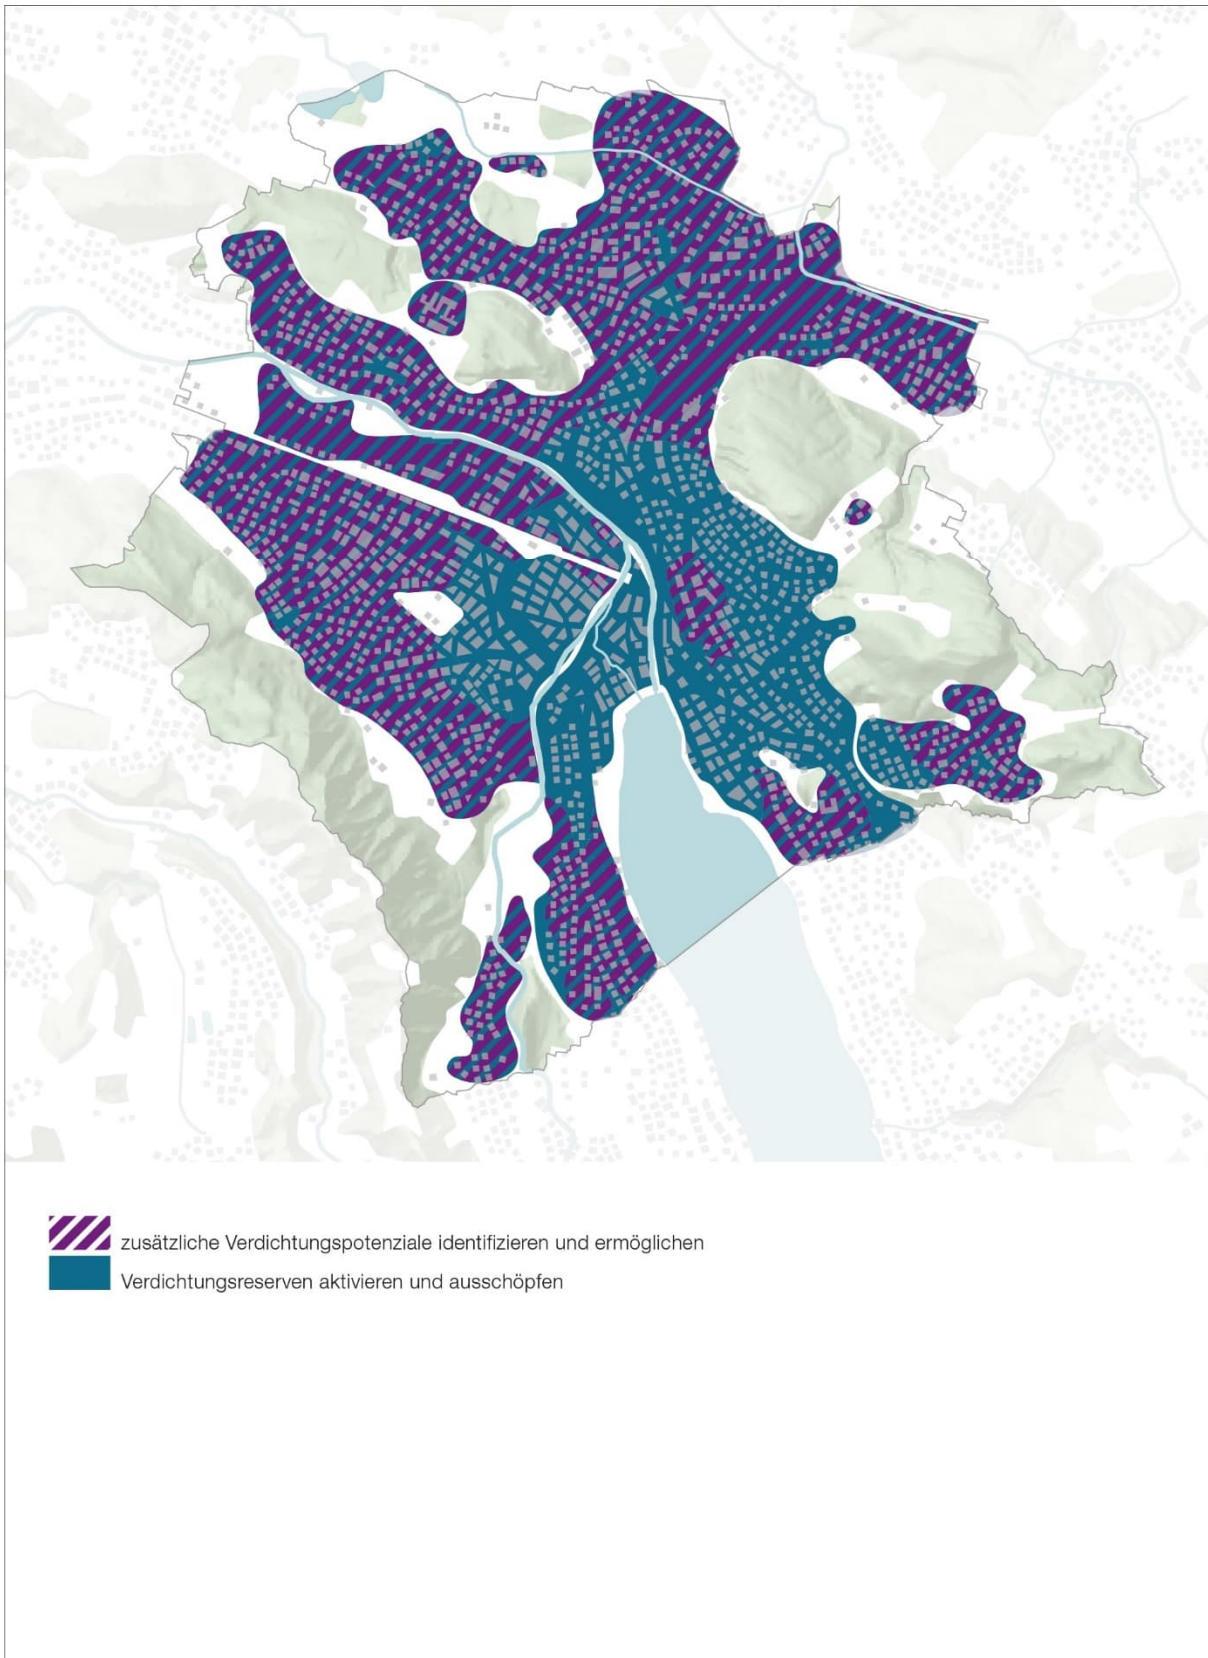 zusätzliche Verdichtungspotenziale identifizieren und ermöglichen
Verdichtungsreserven aktivieren und ausschöpfen